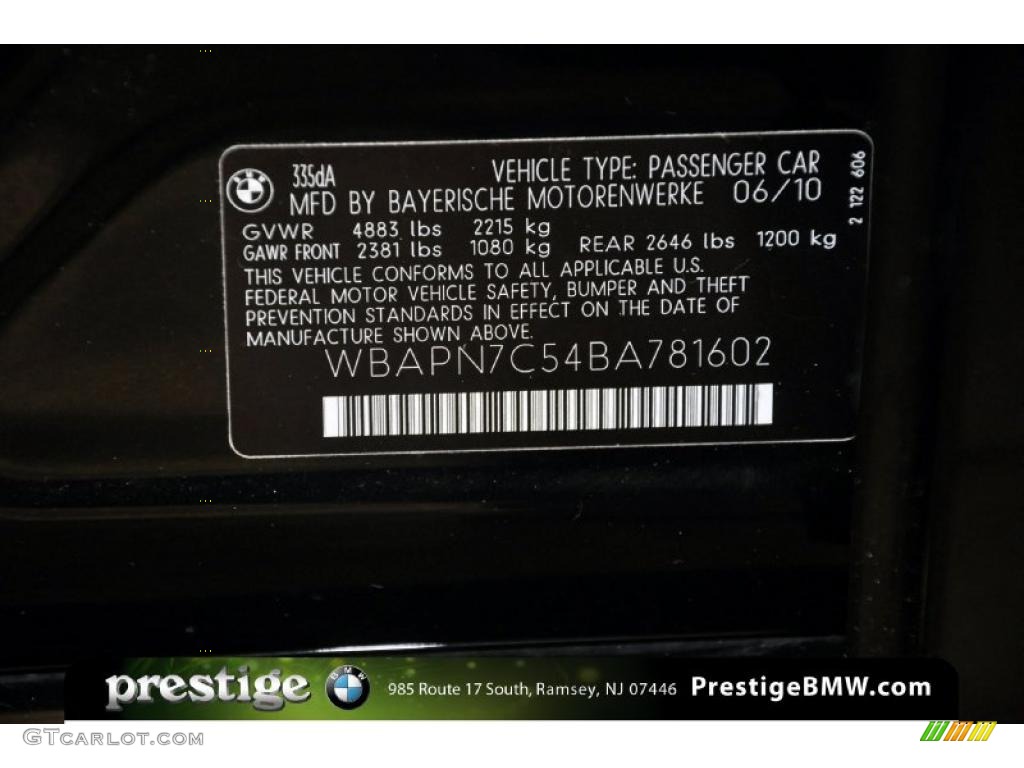 335dA VEHICLE TYPE: PASSENGER CAR
MFD BY BAYERISCHE MOTORENWERKE 06/10
2 122 606
GVWR 4883 lbs 2215 kg
GAWR FRONT 2381 lbs 1080 kg REAR 2646 lbs 1200 kg
THIS VEHICLE CONFORMS TO ALL APPLICABLE U.S.
FEDERAL MOTOR VEHICLE SAFETY, BUMPER AND THEFT
PREVENTION STANDARDS IN EFFECT ON THE DATE OF
MANUFACTURE SHOWN ABOVE.
WBAPN7C54BA781602
prestige BMW 985 Route 17 South, Ramsey, NJ 07446 PrestigeBMW.com
GTCARLOT.COM